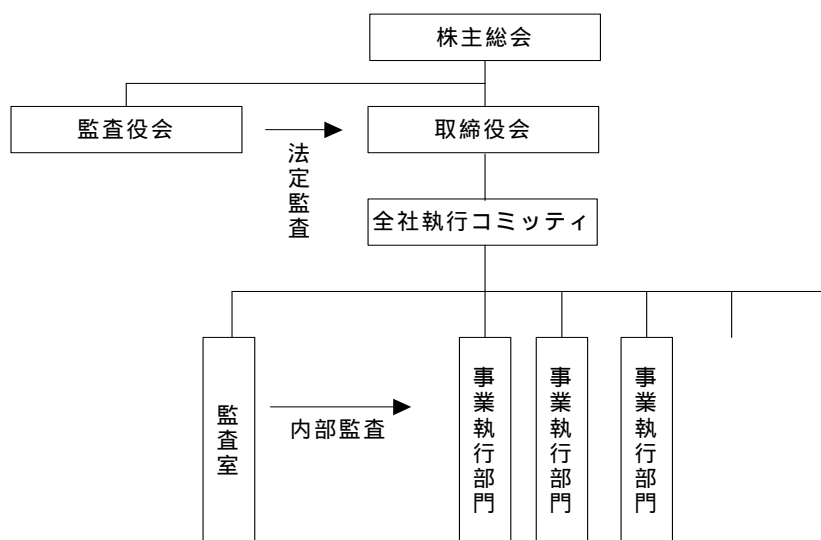 株主総会
監査役会
取締役会
法定監査
全社執行コミッティ
監査室
内部監査
事業執行部門
事業執行部門
事業執行部門